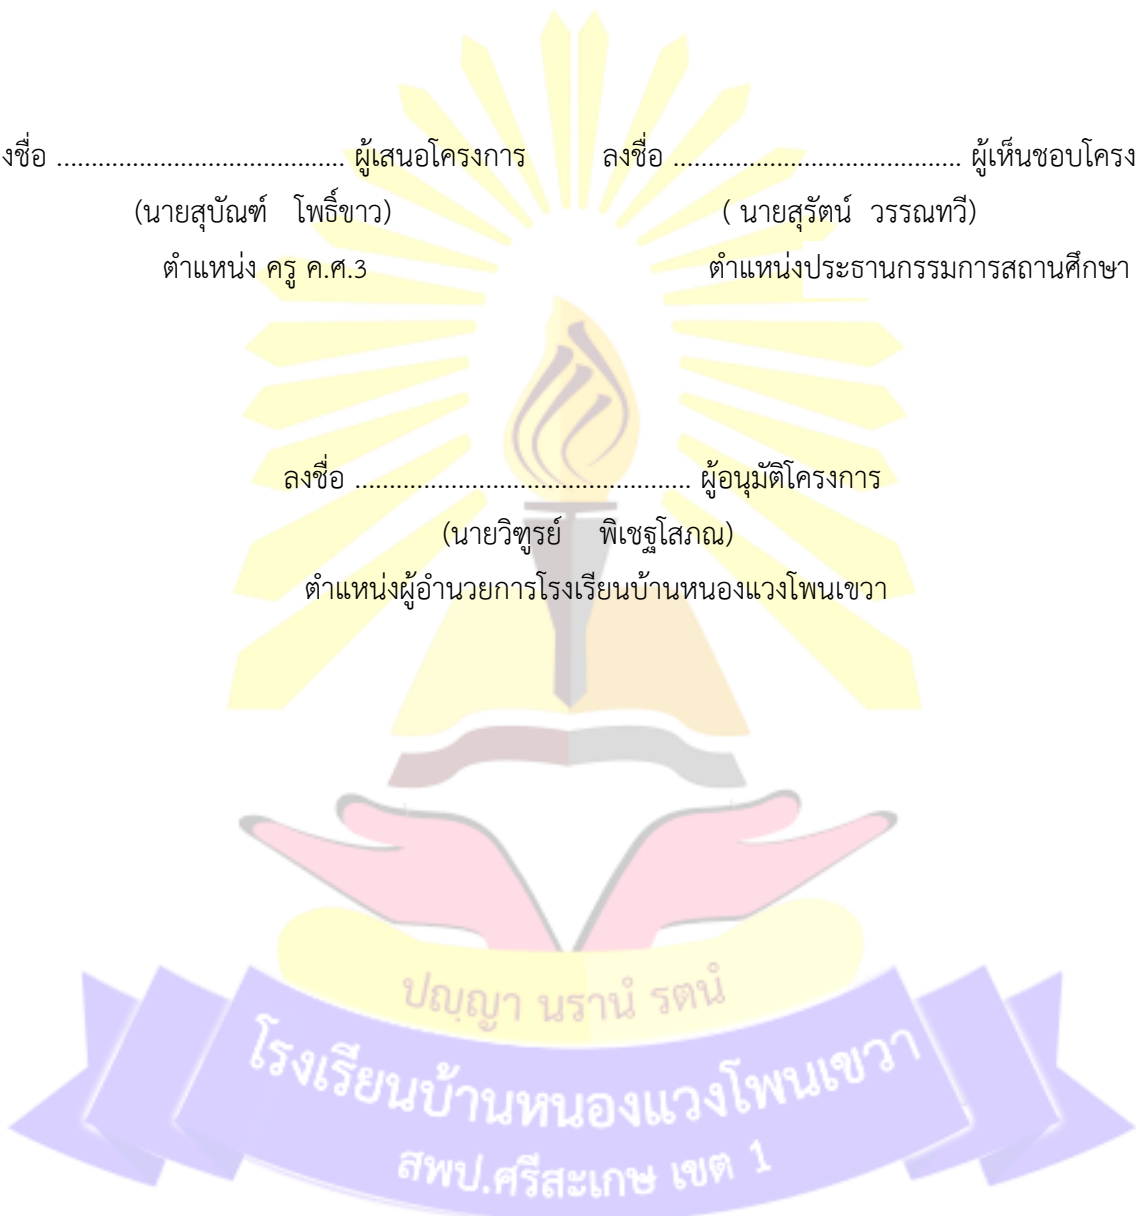 งชื่อ ......................................... ผู้เสนอโครงการ ลงชื่อ ......................................... ผู้เห็นชอบโครง
(นายสุบัณฑ์ โพธิ์ขาว) ( นายสุรัตน์ วรรณทวี)
ตำแหน่ง ครู ค.ศ.3 ตำแหน่งประธานกรรมการสถานศึกษา
ลงชื่อ ................................................ ผู้อนุมัติโครงการ
(นายวิฑูรย์ พิเชฐโสภณ)
ตำแหน่งผู้อำนวยการโรงเรียนบ้านหนองแวงโพนเขวา
ปญฺญา นรานํ รตนํ
โรงเรียนบ้านหนองแวงโพนเขวา
สพป.ศรีสะเกษ เขต 1